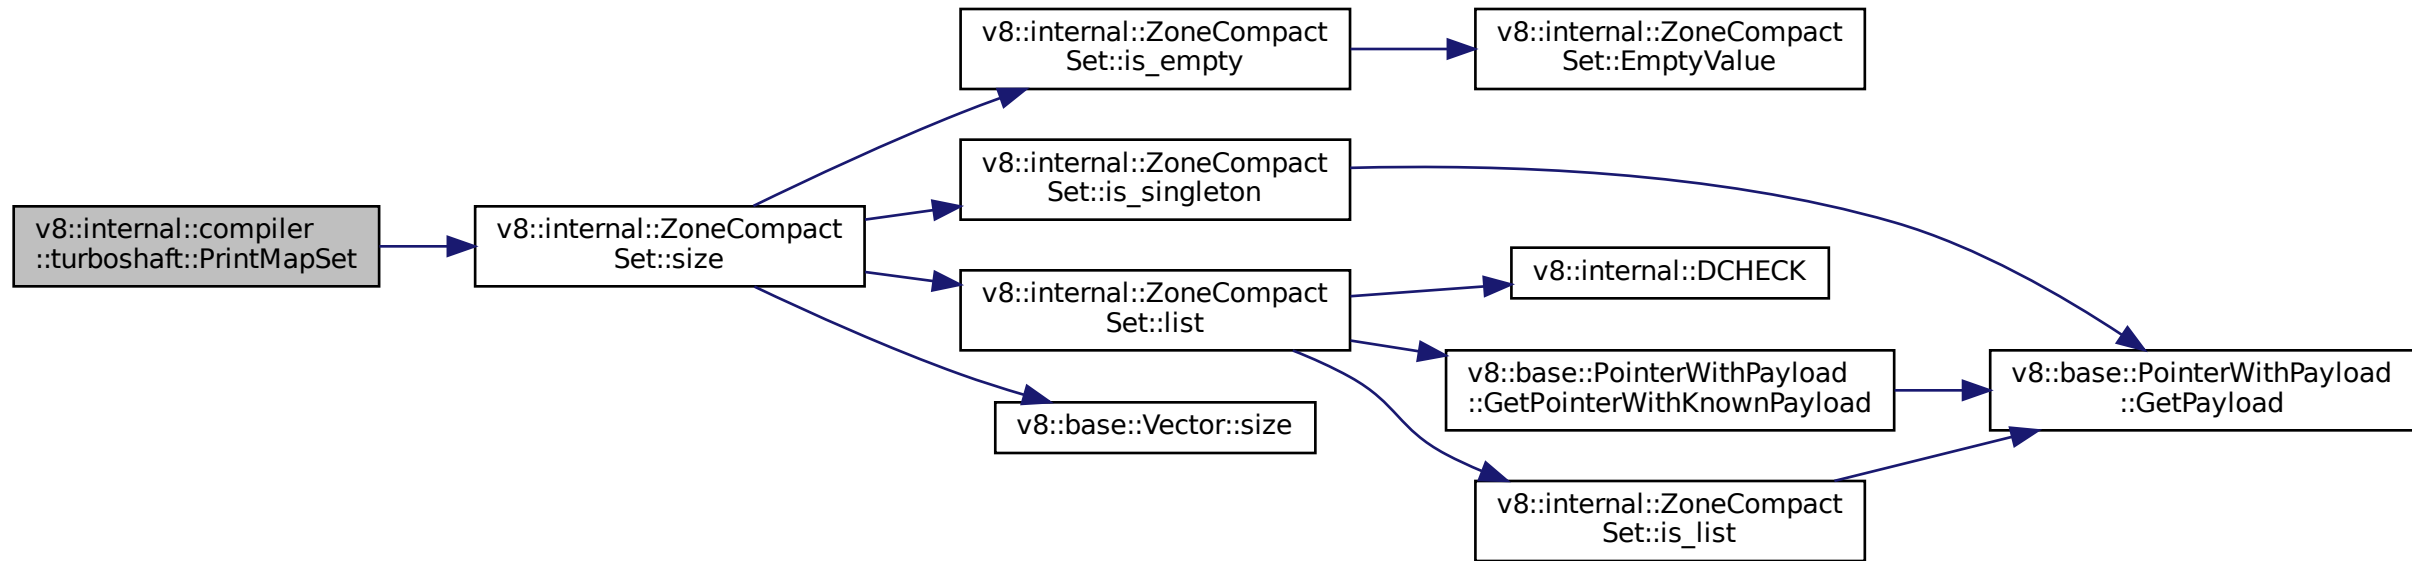 v8::internal::compiler
::turboshaft::PrintMapSet
v8::internal::ZoneCompact
Set::size
v8::internal::ZoneCompact
Set::is_empty
v8::internal::ZoneCompact
Set::EmptyValue
v8::internal::ZoneCompact
Set::is_singleton
v8::internal::ZoneCompact
Set::list
v8::internal::DCHECK
v8::base::PointerWithPayload
::GetPointerWithKnownPayload
v8::base::PointerWithPayload
::GetPayload
v8::base::Vector::size
v8::internal::ZoneCompact
Set::is_list